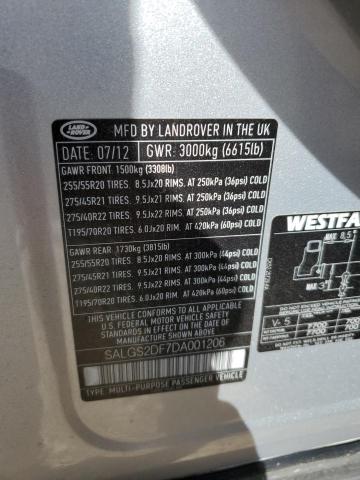 LAND ROVER
MFD BY LANDROVER IN THE UK
DATE: 07/12 GWR: 3000kg (6615lb)
GAWR FRONT 1500kg (3308lb)
255/55R20 TIRES. 8.5Jx20 RIMS. AT 250kPa (36psi) COLD
275/45R21 TIRES. 9.5Jx21 RIMS. AT 250kPa (36psi) COLD
275/40R22 TIRES. 9.5Jx22 RIMS. AT 250kPa (36psi) COLD
T195/70R20 TIRES. 6.0Jx20 RIMS. AT 420kPa (60psi) COLD
GAWR REAR 1730kg (3815lb)
255/55R20 TIRES. 8.5Jx20 RIMS. AT 300kPa (44psi) COLD
275/45R21 TIRES. 9.5Jx21 RIMS. AT 300kPa (44psi) COLD
275/40R22 TIRES. 9.5Jx22 RIMS. AT 300kPa (44psi) COLD
T195/70R20 TIRES. 6.0Jx20 RIMS. AT 420kPa (60psi) COLD
THIS VEHICLE CONFORMS TO ALL APPLICABLE
U.S. FEDERAL MOTOR VEHICLE SAFETY AND
THEFT PREVENTION STANDARDS IN EFFECT ON
THE DATE OF MANUFACTURE SHOWN ABOVE
SALGS2DF7DA001206
TYPE: MULTI-PURPOSE PASSENGER VEHICLE
WESTFA